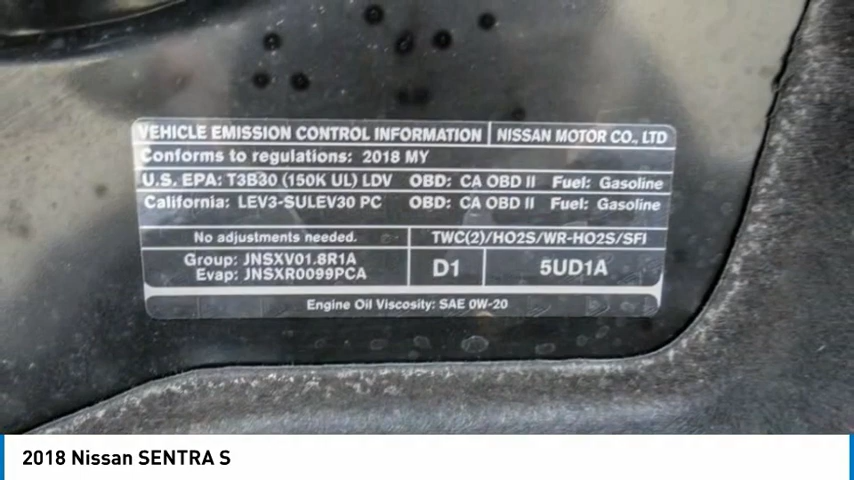 VEHICLE EMISSION CONTROL INFORMATION NISSAN MOTOR CO., LTD
Conforms to regulations: 2018 MY
U.S. EPA: T3B30 (150K UL) LDV OBD: CA OBD II Fuel: Gasoline
California: LEV3-SULEV30 PC OBD: CA OBD II Fuel: Gasoline
No adjustments needed. TWC(2)/HO2S/WR-HO2S/SFI
Group: JNSXV01.8R1A
Evap: JNSXR0099PCA
D1 5UD1A
Engine Oil Viscosity: SAE 0W-20
2018 Nissan SENTRA S